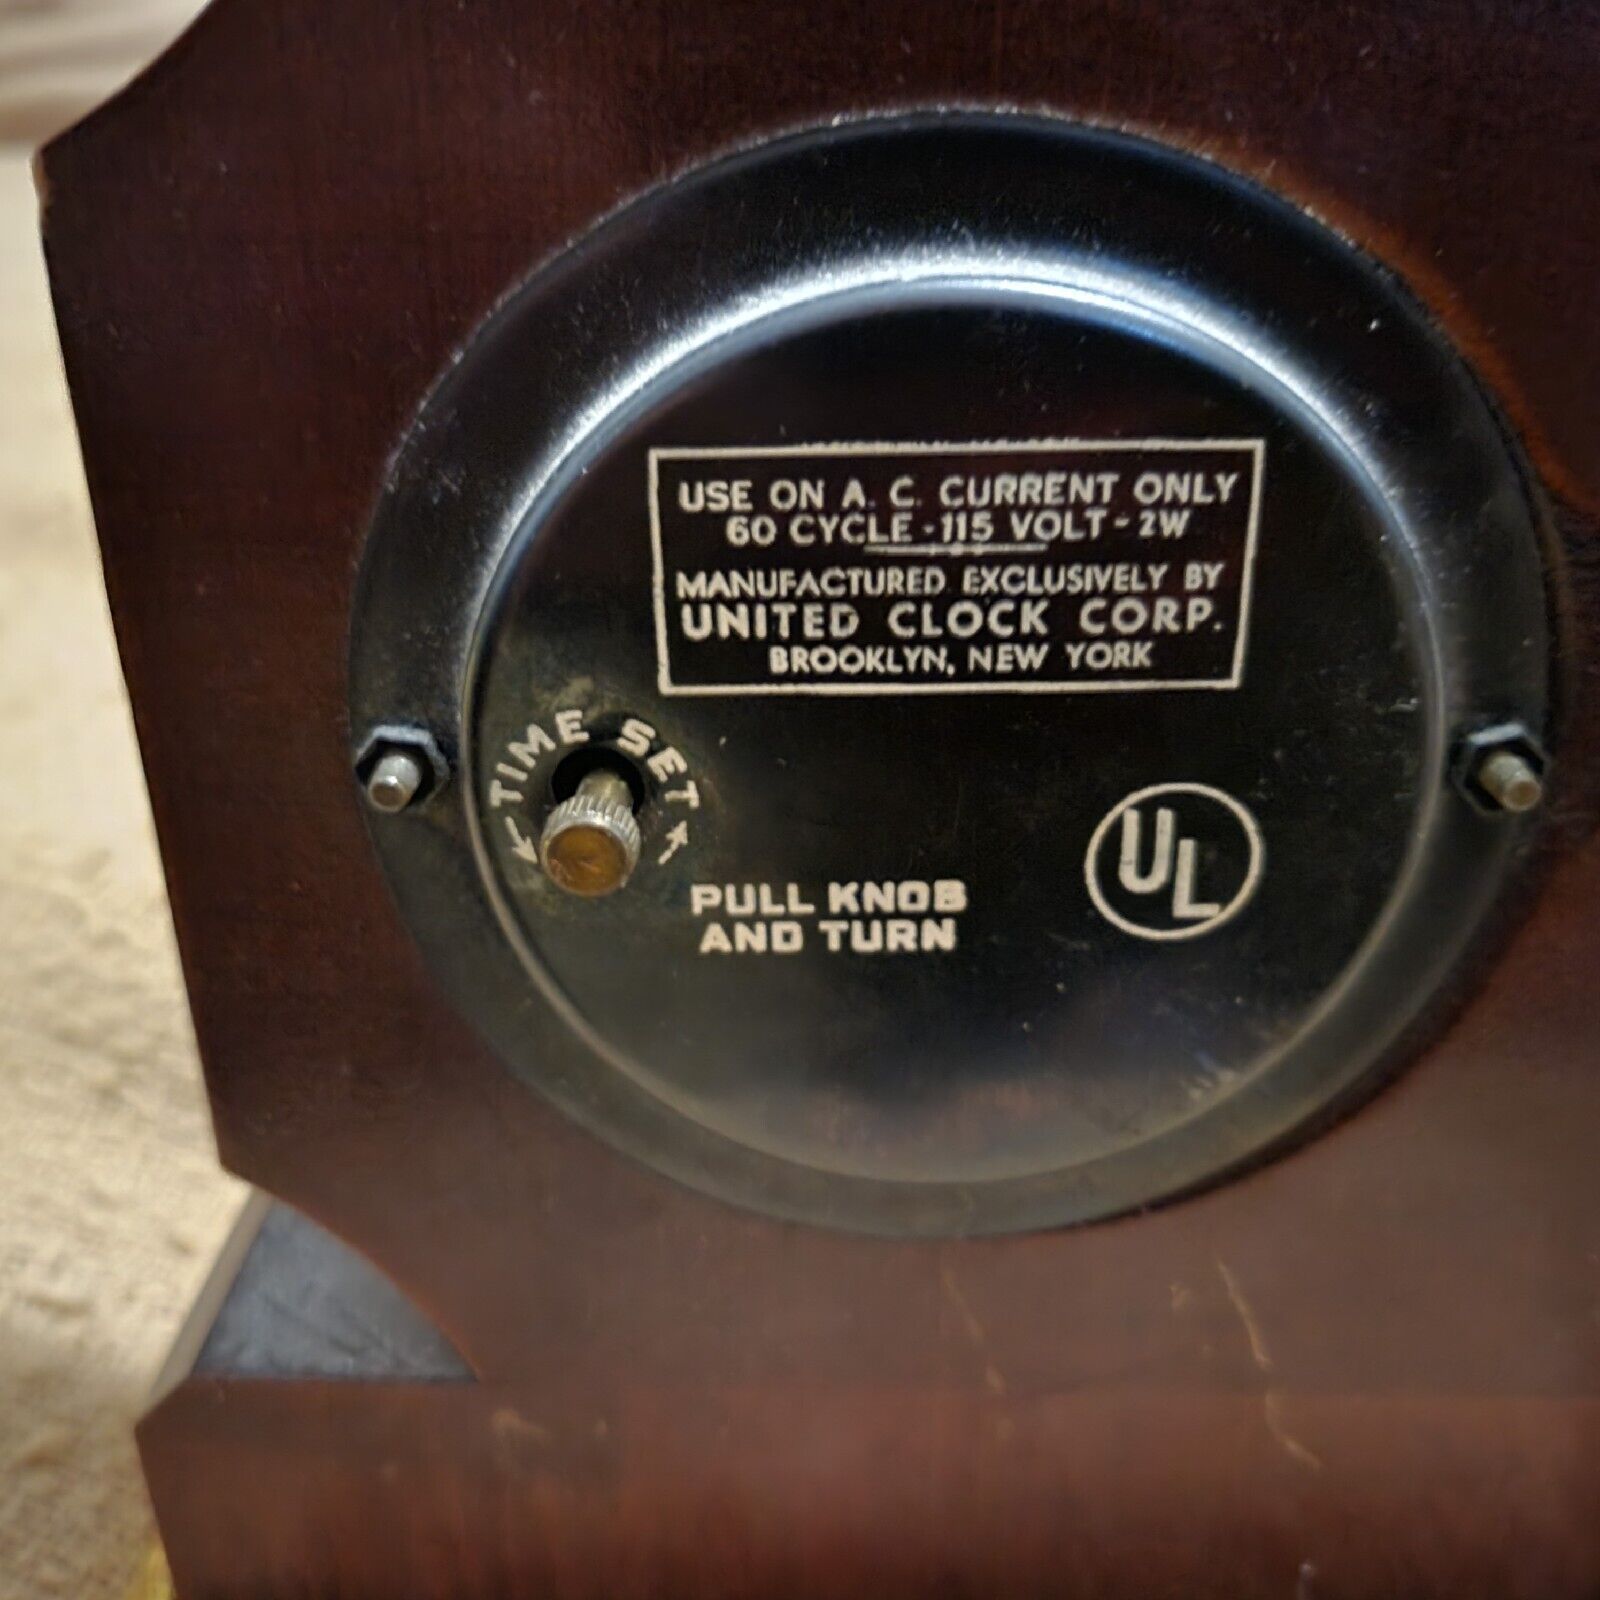 USE ON A. C. CURRENT ONLY
60 CYCLE - 115 VOLT - 2W
MANUFACTURED EXCLUSIVELY BY
UNITED CLOCK CORP.
BROOKLYN, NEW YORK
TIME SET
PULL KNOB
AND TURN
UL